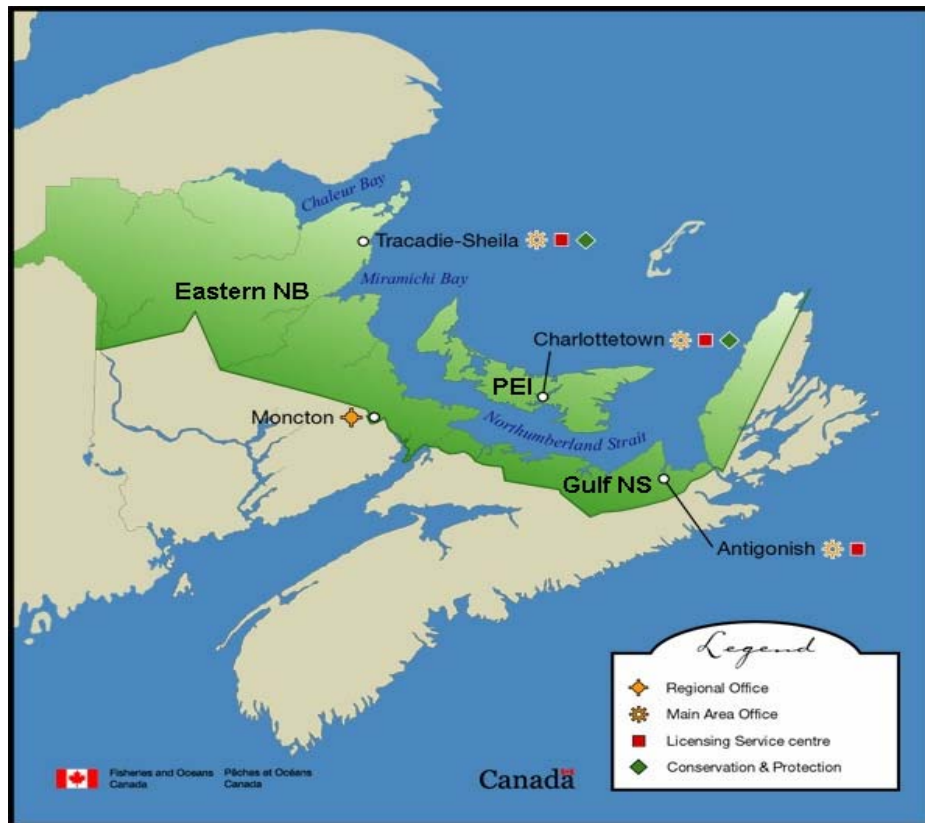 Chaleur Bay
Tracadie-Sheila
Miramichi Bay
Eastern NB
Charlottetown
PEI
Moncton
Northumberland Strait
Gulf NS
Antigonish
Legend
Regional Office
Main Area Office
Licensing Service centre
Conservation & Protection
Fisheries and Oceans
Canada
Pêches et Océans
Canada
Canada